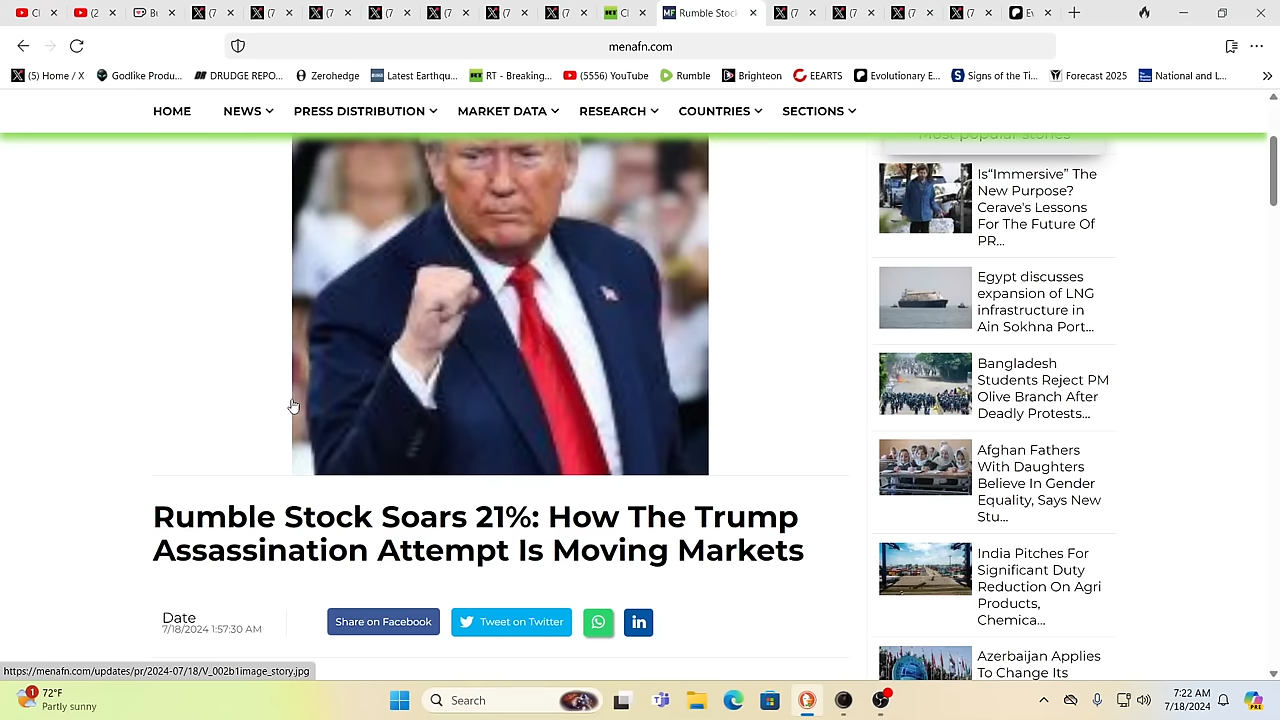 Rumble Stock
menafn.com
(5) Home / X
Godlike Produ...
DRUDGE REPO...
Zerohedge
Latest Earthqu...
RT - Breaking...
(5556) YouTube
Rumble
Brighteon
EEARTS
Evolutionary E...
Signs of the Ti...
Forecast 2025
National and L...
HOME
NEWS
PRESS DISTRIBUTION
MARKET DATA
RESEARCH
COUNTRIES
SECTIONS
Most popular stories
Is“Immersive” The
New Purpose?
Cerave's Lessons
For The Future Of
PR...
Egypt discusses
expansion of LNG
infrastructure in
Ain Sokhna Port...
Bangladesh
Students Reject PM
Olive Branch After
Deadly Protests...
Afghan Fathers
With Daughters
Believe In Gender
Equality, Says New
Stu...
India Pitches For
Significant Duty
Reduction On Agri
Products,
Chemica...
Azerbaijan Applies
To Change Its
Rumble Stock Soars 21%: How The Trump
Assassination Attempt Is Moving Markets
Date
7/18/2024 1:57:30 AM
Share on Facebook
Tweet on Twitter
https://menafn.com/updates/pr/2024-07/18/V_002b1image_story.jpg
1
72°F
Partly sunny
Search
7:22 AM
7/18/2024